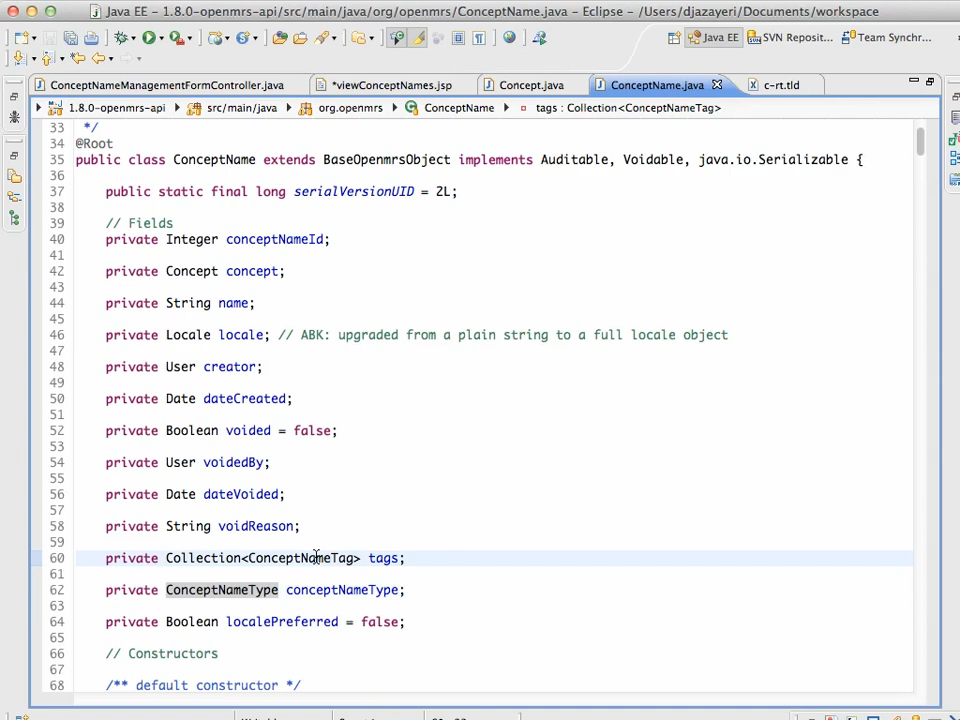 Java EE - 1.8.0-openmrs-api/src/main/java/org/openmrs/ConceptName.java - Eclipse - /Users/djazayeri/Documents/workspace
Java EE
SVN Reposit...
Team Synchr...
ConceptNameManagementFormController.java
*viewConceptNames.jsp
Concept.java
ConceptName.java
c-rt.tld
1.8.0-openmrs-api
src/main/java
org.openmrs
ConceptName
tags : Collection<ConceptNameTag>
33 */
34 @Root
35 public class ConceptName extends BaseOpenmrsObject implements Auditable, Voidable, java.io.Serializable {
36
37 public static final long serialVersionUID = 2L;
38
39 // Fields
40 private Integer conceptNameId;
41
42 private Concept concept;
43
44 private String name;
45
46 private Locale locale; // ABK: upgraded from a plain string to a full locale object
47
48 private User creator;
49
50 private Date dateCreated;
51
52 private Boolean voided = false;
53
54 private User voidedBy;
55
56 private Date dateVoided;
57
58 private String voidReason;
59
60 private Collection<ConceptNameTag> tags;
61
62 private ConceptNameType conceptNameType;
63
64 private Boolean localePreferred = false;
65
66 // Constructors
67
68 /** default constructor */